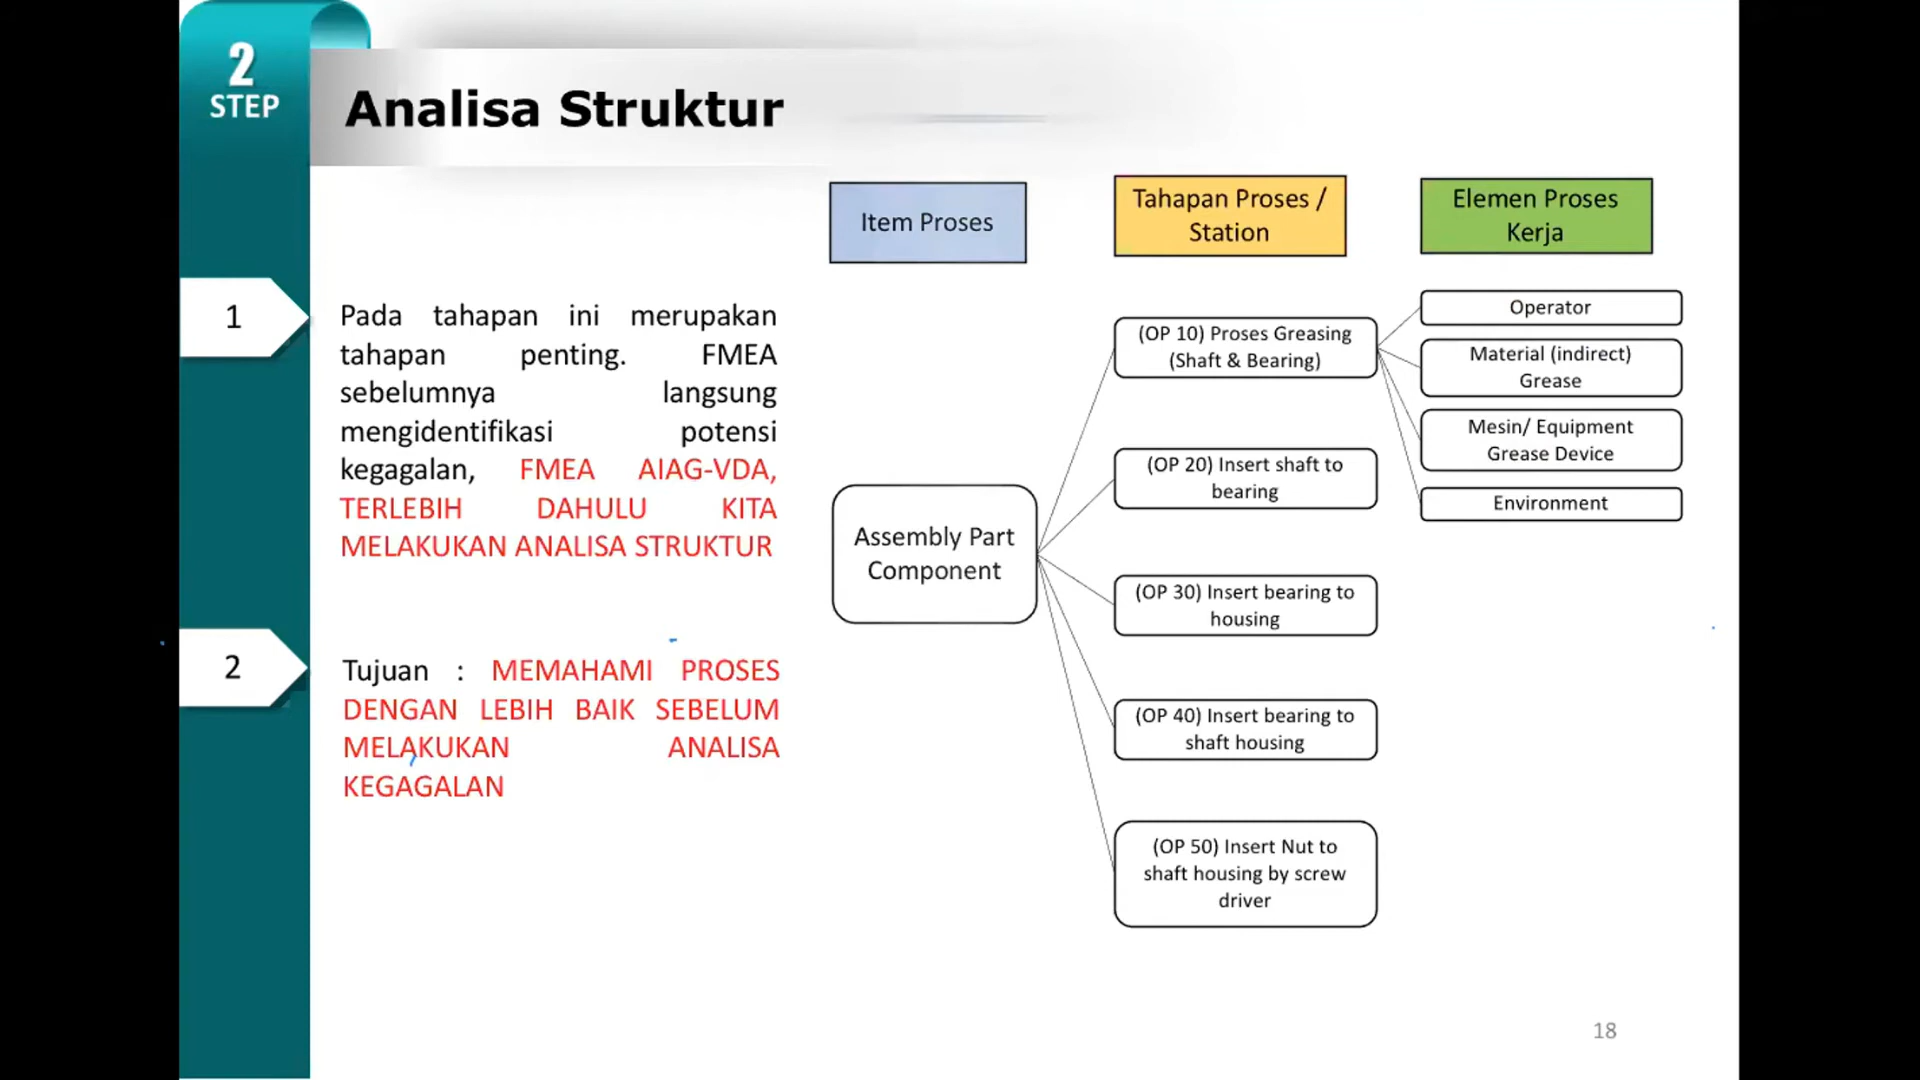 2
STEP
Analisa Struktur
1
Pada tahapan ini merupakan
tahapan penting. FMEA
sebelumnya langsung
mengidentifikasi potensi
kegagalan, FMEA AIAG-VDA,
TERLEBIH DAHULU KITA
MELAKUKAN ANALISA STRUKTUR
2
Tujuan : MEMAHAMI PROSES
DENGAN LEBIH BAIK SEBELUM
MELAKUKAN ANALISA
KEGAGALAN
Item Proses
Tahapan Proses /
Station
Elemen Proses
Kerja
Assembly Part
Component
(OP 10) Proses Greasing
(Shaft & Bearing)
(OP 20) Insert shaft to
bearing
(OP 30) Insert bearing to
housing
(OP 40) Insert bearing to
shaft housing
(OP 50) Insert Nut to
shaft housing by screw
driver
Operator
Material (indirect)
Grease
Mesin/ Equipment
Grease Device
Environment
18